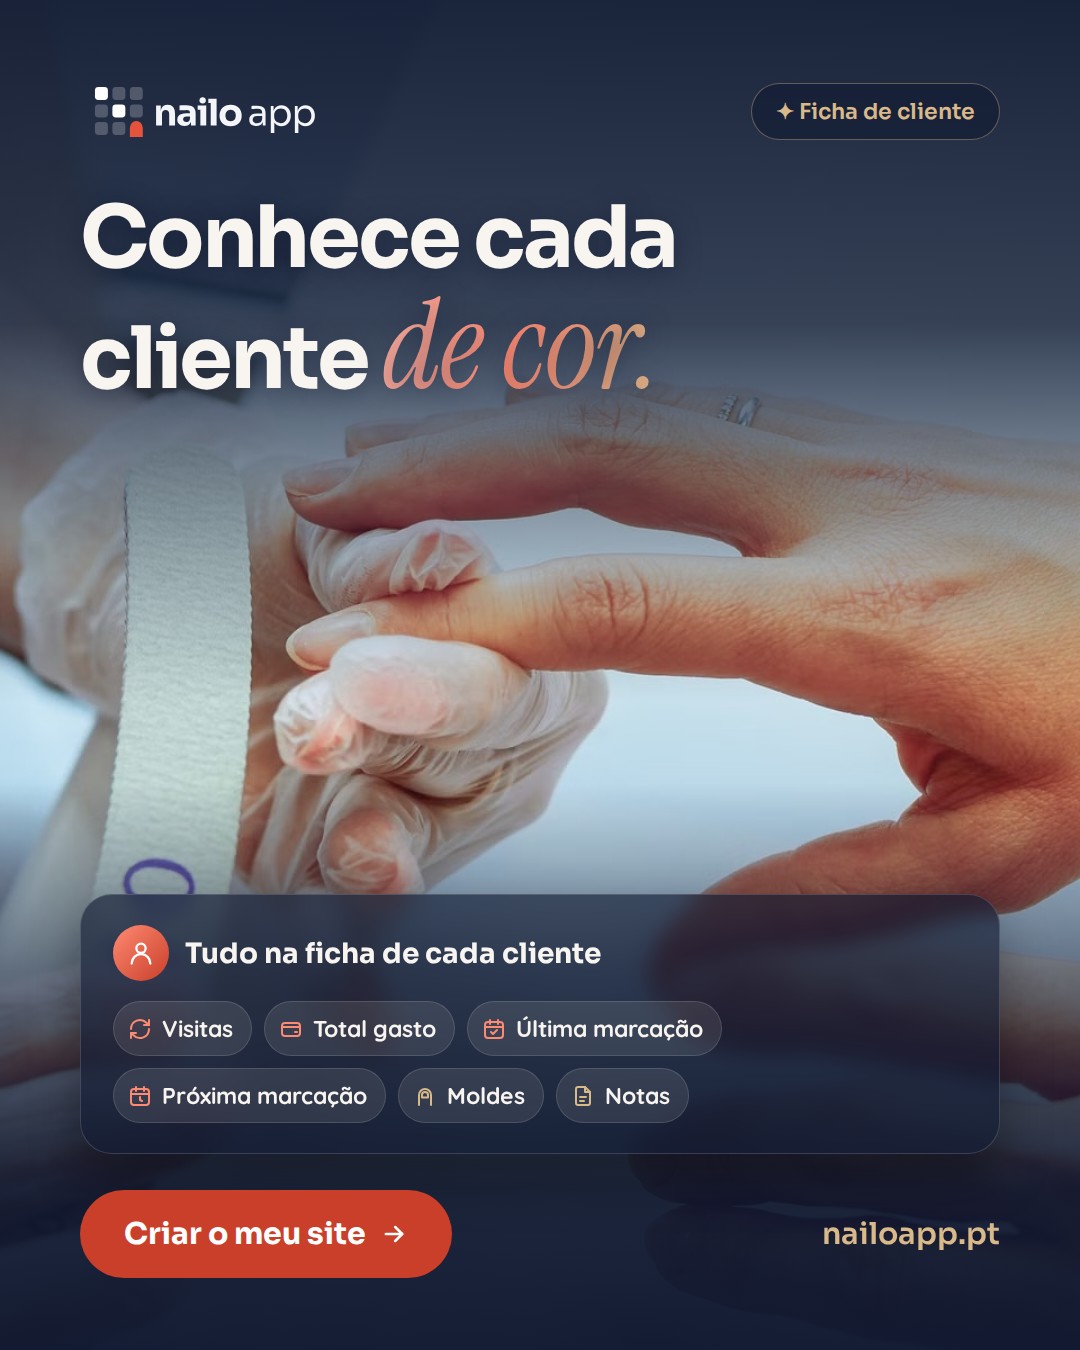 nailo app
✦ Ficha de cliente
Conhece cada
cliente de cor.
Tudo na ficha de cada cliente
Visitas
Total gasto
Última marcação
Próxima marcação
Moldes
Notas
Criar o meu site →
nailoapp.pt